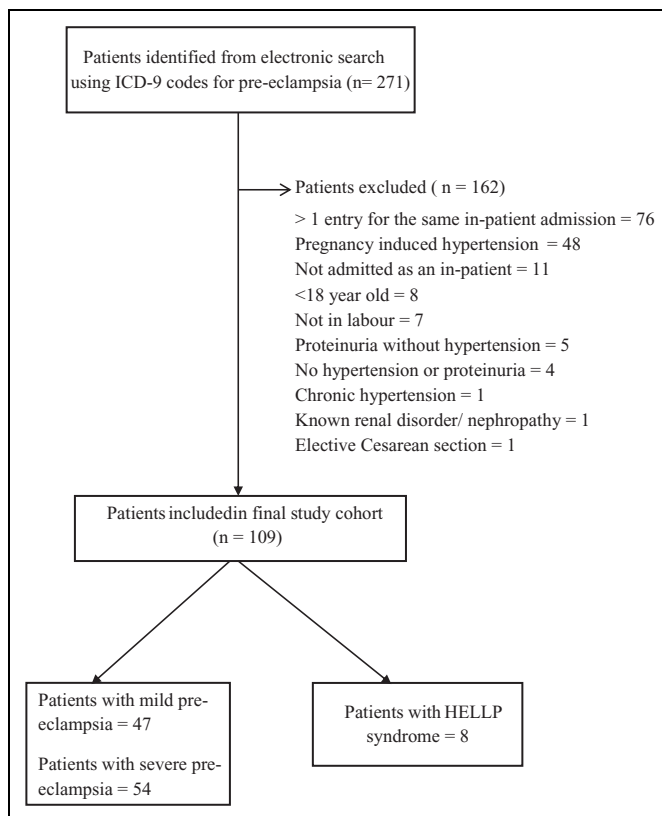 Patients identified from electronic search
using ICD-9 codes for pre-eclampsia (n= 271)
Patients excluded ( n = 162)
> 1 entry for the same in-patient admission = 76
Pregnancy induced hypertension = 48
Not admitted as an in-patient = 11
<18 year old = 8
Not in labour = 7
Proteinuria without hypertension = 5
No hypertension or proteinuria = 4
Chronic hypertension = 1
Known renal disorder/ nephropathy = 1
Elective Cesarean section = 1
Patients includedin final study cohort
(n = 109)
Patients with mild pre-
eclampsia = 47
Patients with severe pre-
eclampsia = 54
Patients with HELLP
syndrome = 8